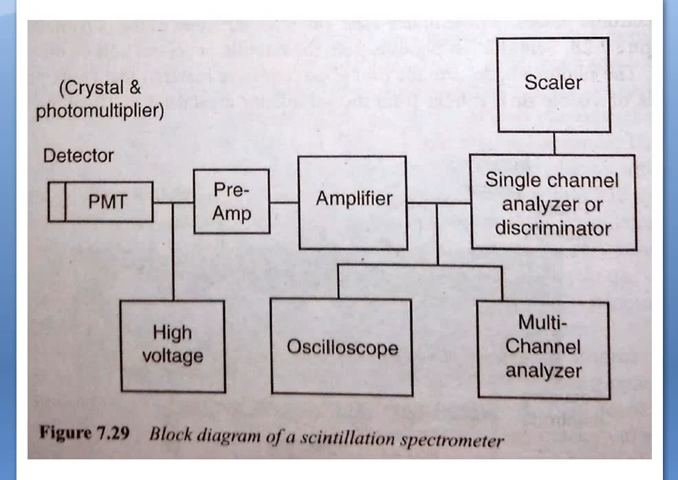 (Crystal &
photomultiplier)
Detector
PMT
Pre-
Amp
Amplifier
Scaler
Single channel
analyzer or
discriminator
High
voltage
Oscilloscope
Multi-
Channel
analyzer
Figure 7.29 Block diagram of a scintillation spectrometer